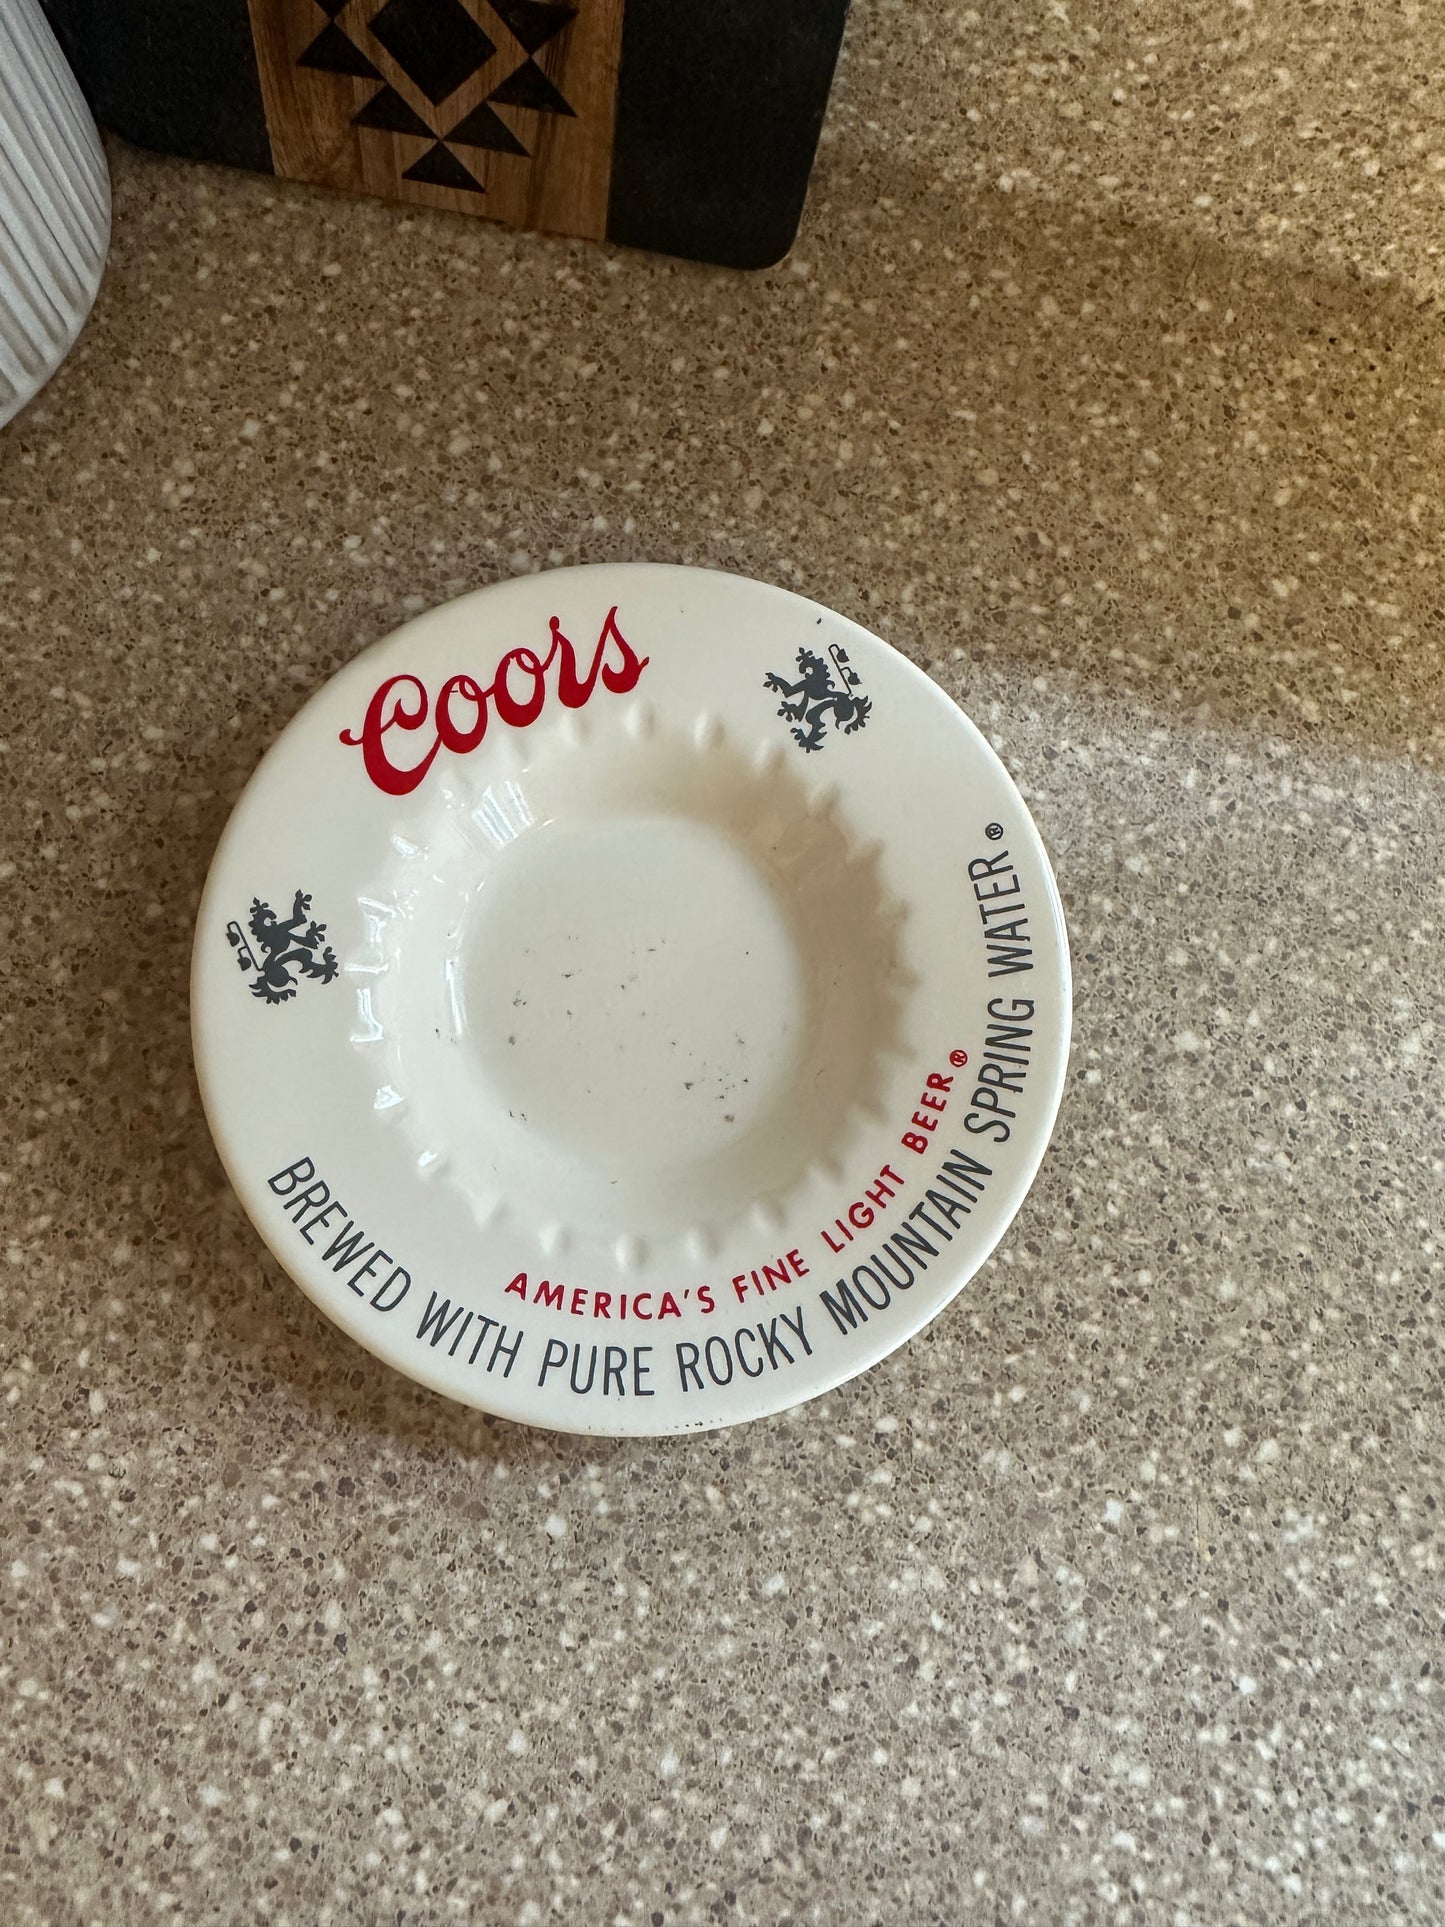 Coors
AMERICA'S FINE LIGHT BEER®
BREWED WITH PURE ROCKY MOUNTAIN SPRING WATER®